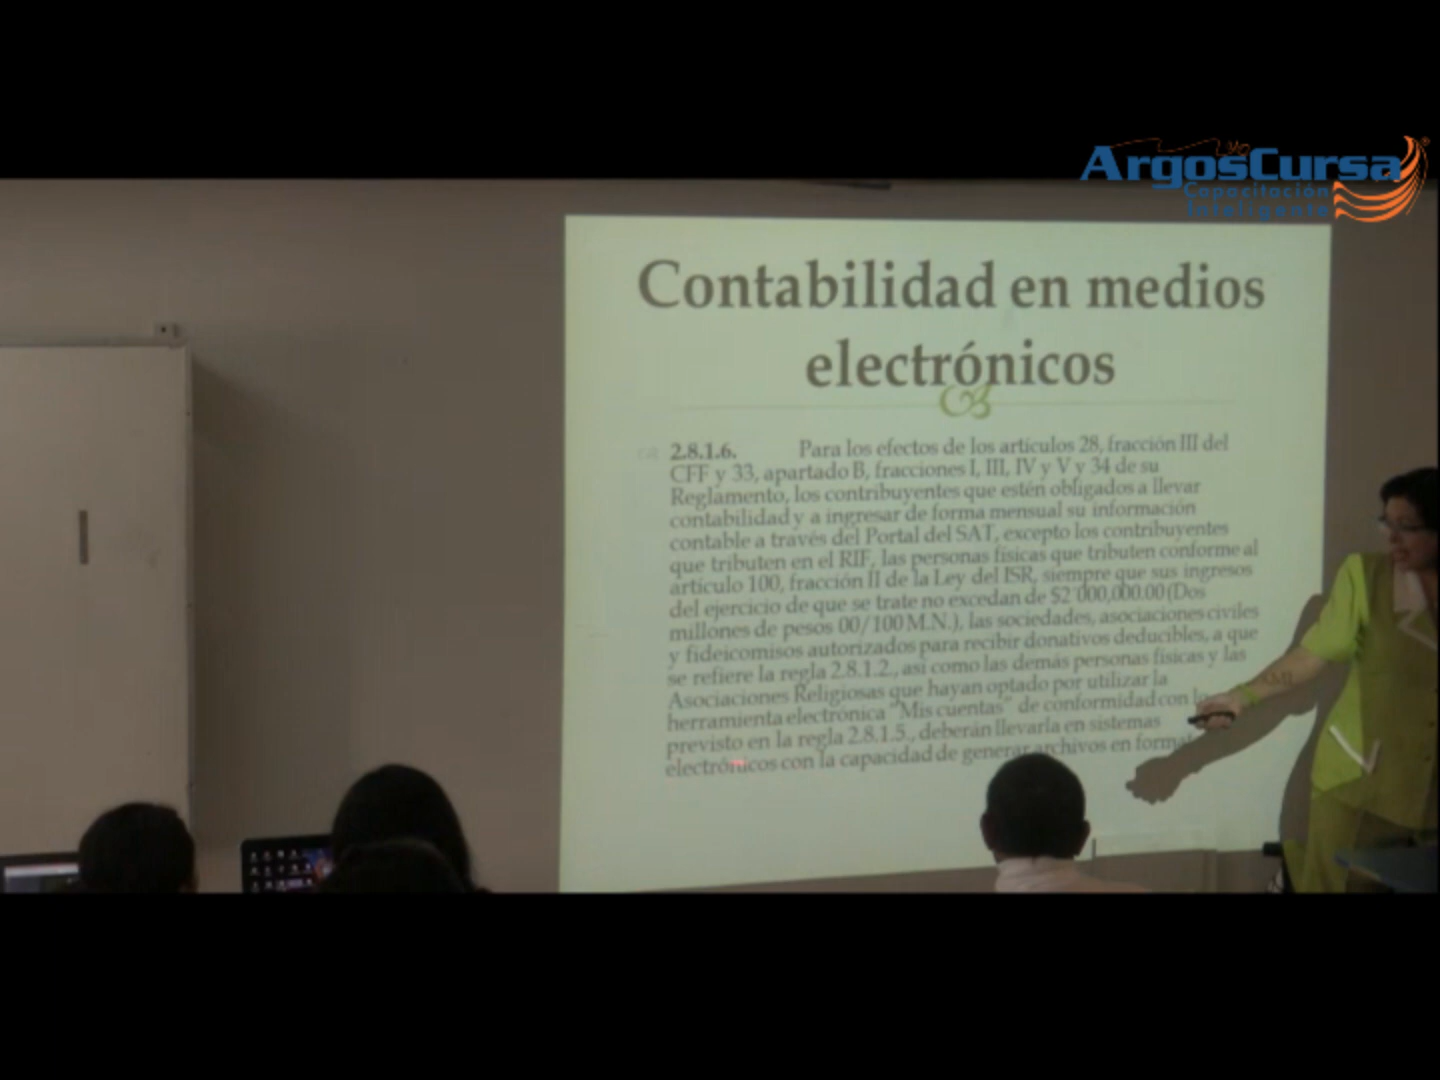 ArgosCursa
Capacitación
Inteligente
Contabilidad en medios
electrónicos
2.8.1.6. Para los efectos de los artículos 28, fracción III del
CFF y 33, apartado B, fracciones I, III, IV y V y 34 de su
Reglamento, los contribuyentes que estén obligados a llevar
contabilidad y a ingresar de forma mensual su información
contable a través del Portal del SAT, excepto los contribuyentes
que tributen en el RIF, las personas físicas que tributen conforme al
artículo 100, fracción II de la Ley del ISR, siempre que sus ingresos
del ejercicio de que se trate no excedan de $2'000,000.00 (Dos
millones de pesos 00/100 M.N.), las sociedades, asociaciones civiles
y fideicomisos autorizados para recibir donativos deducibles, a que
se refiere la regla 2.8.1.2., así como las demás personas físicas y las
Asociaciones Religiosas que hayan optado por utilizar la
herramienta electrónica "Mis cuentas" de conformidad con lo
previsto en la regla 2.8.1.5., deberán llevarla en sistemas
electrónicos con la capacidad de generar archivos en format